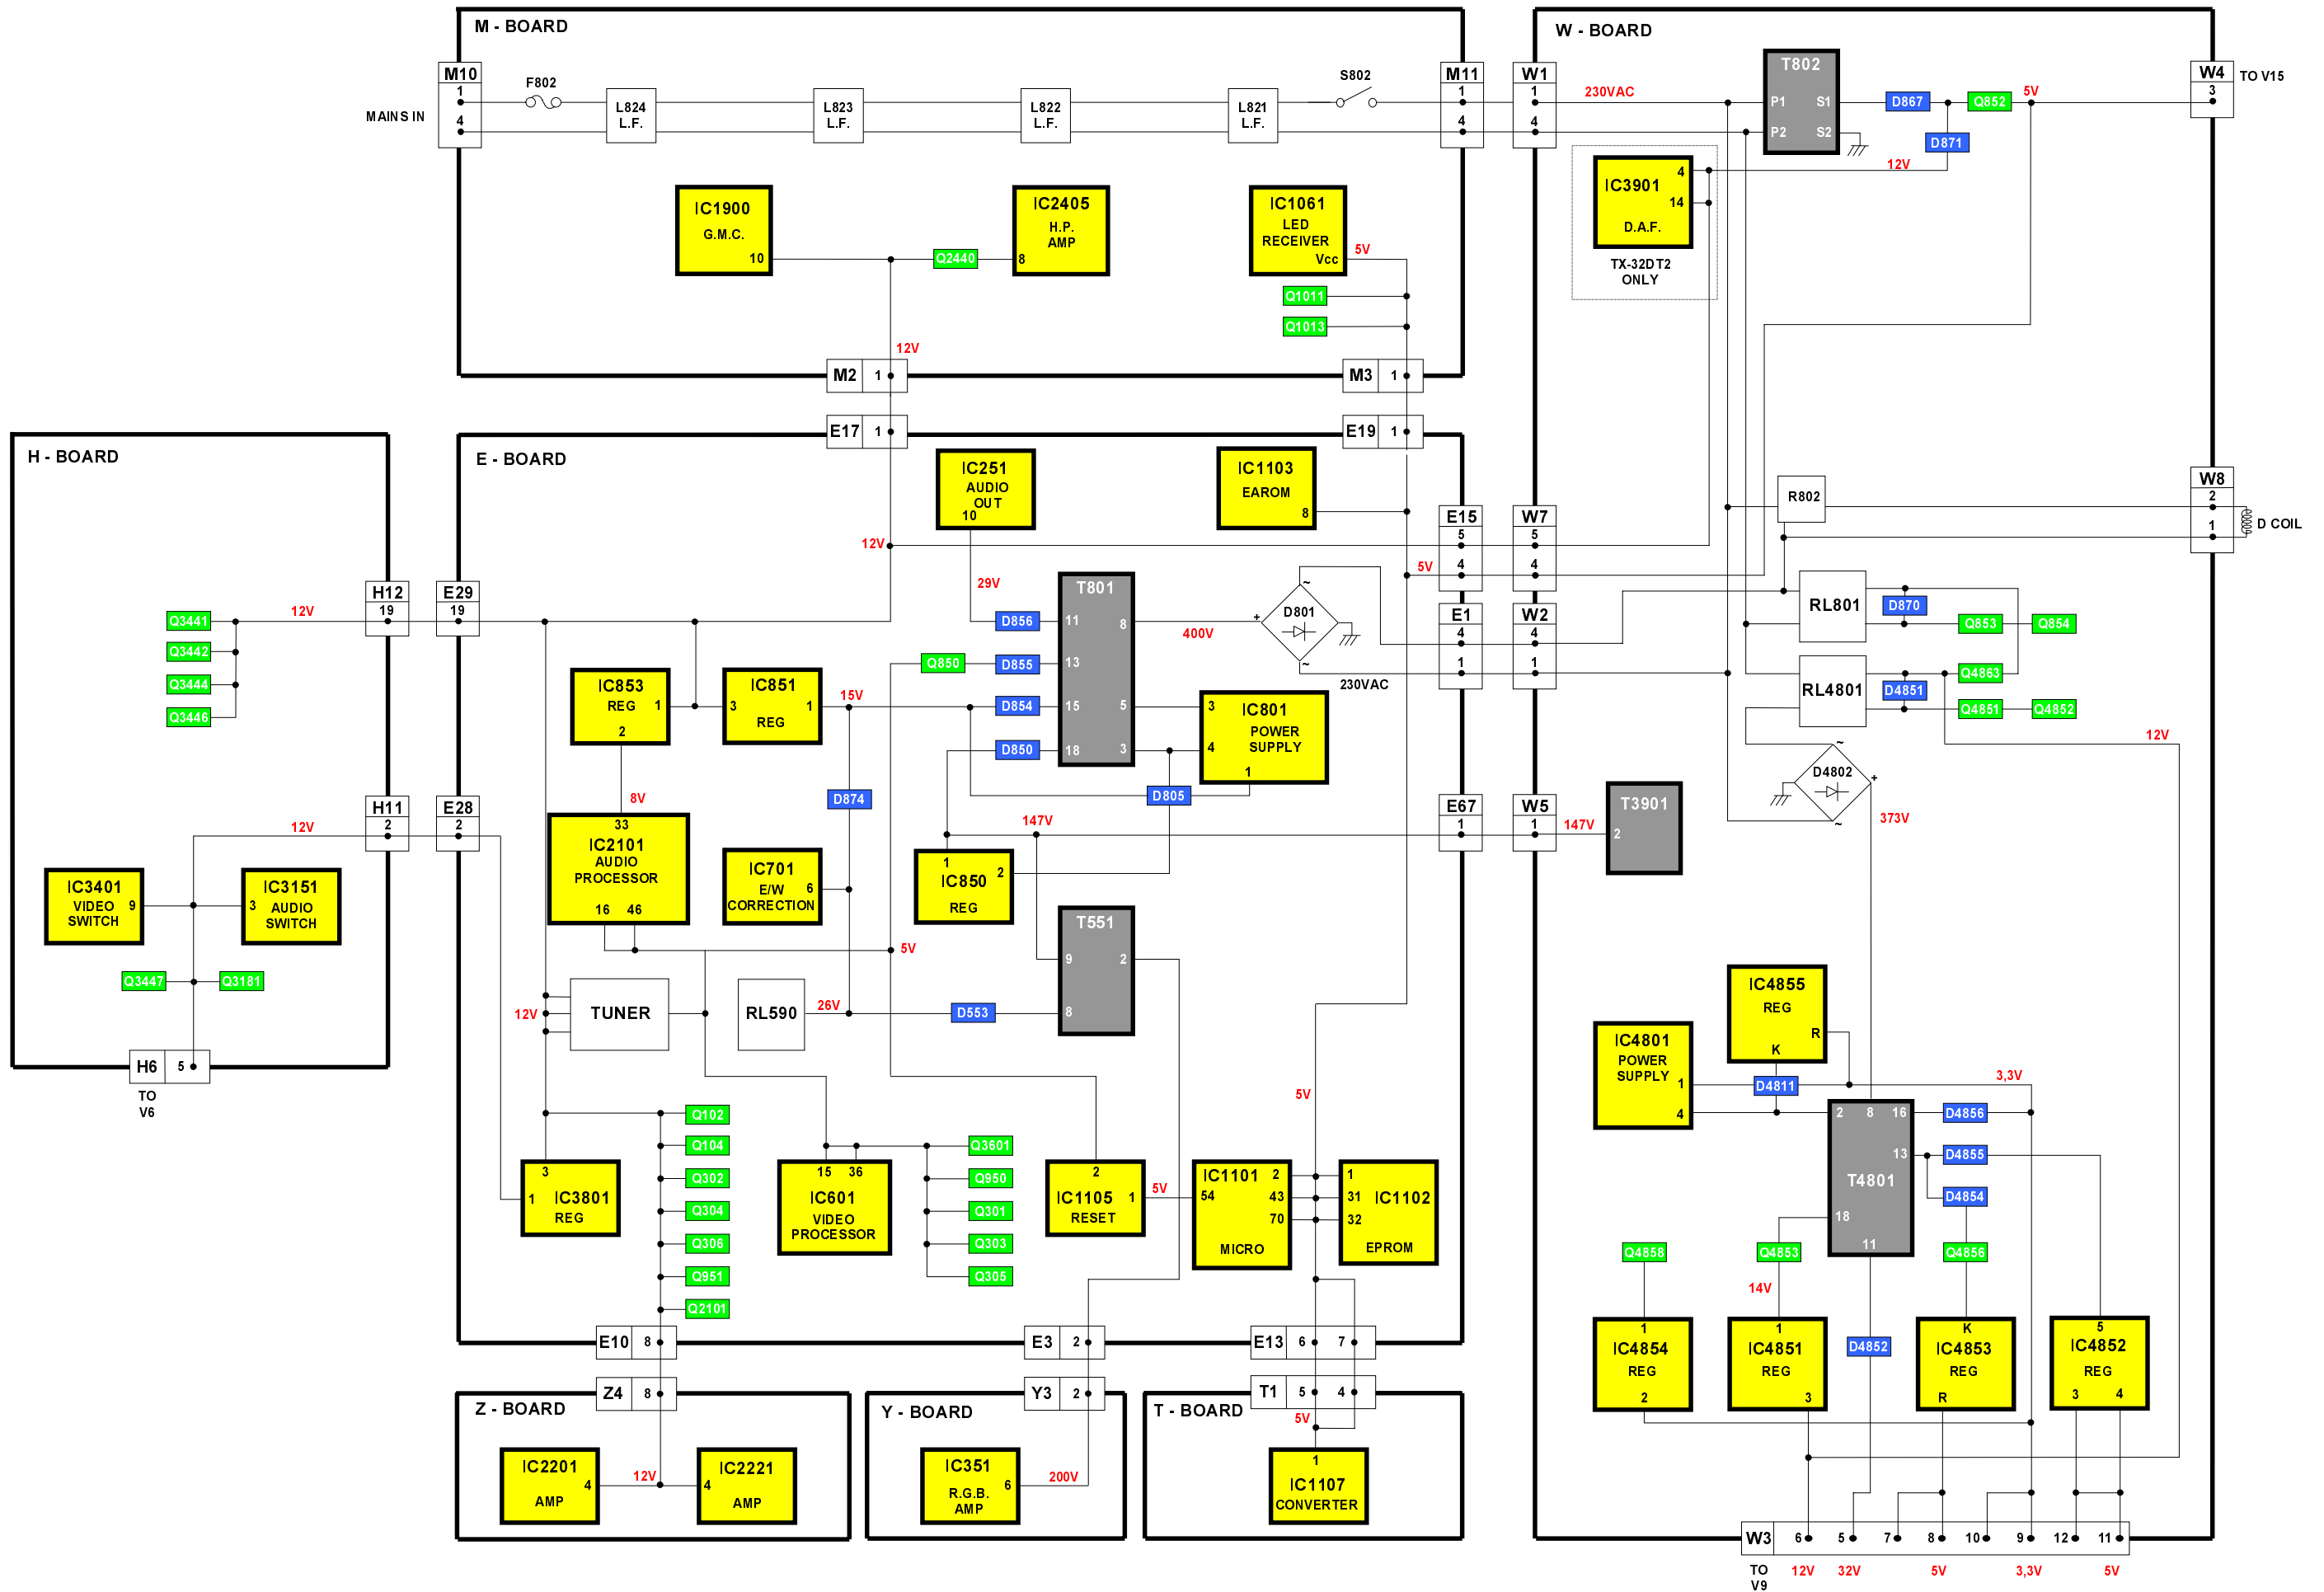 M - BOARD
M10
1
4
MAINS IN
F802
L824
L.F.
L823
L.F.
L822
L.F.
L821
L.F.
S802
M11
1
4
IC1900
G.M.C.
10
Q2440
IC2405
H.P.
AMP
8
IC1061
LED
RECEIVER
Vcc
5V
Q1011
Q1013
12V
M2
1
M3
1
W - BOARD
W1
1
4
230VAC
T802
P1
S1
P2
S2
D867
Q852
5V
D871
12V
W4
3
TO V15
IC3901
4
14
D.A.F.
TX-32DT2
ONLY
R802
W8
2
1
D COIL
W7
5
4
W2
4
1
RL801
D870
Q853
Q854
RL4801
D4851
Q4863
Q4851
Q4852
12V
D4802
~
+
~
373V
W5
1
147V
T3901
2
IC4855
REG
R
K
IC4801
POWER
SUPPLY
1
4
D4811
3,3V
T4801
2
8
16
13
18
11
D4856
D4855
D4854
Q4858
Q4853
Q4856
14V
D4852
IC4854
1
REG
2
IC4851
1
REG
3
IC4853
K
REG
R
IC4852
5
REG
3
4
W3
6
5
7
8
10
9
12
11
TO
V9
12V
32V
5V
3,3V
5V
H - BOARD
Q3441
Q3442
Q3444
Q3446
12V
H12
19
H11
2
12V
IC3401
VIDEO
SWITCH
9
IC3151
AUDIO
SWITCH
3
Q3447
Q3181
H6
5
TO
V6
E - BOARD
E17
1
E19
1
IC251
AUDIO
OUT
10
IC1103
EAROM
8
E15
5
4
12V
5V
29V
E29
19
T801
11
8
13
15
5
18
3
D856
D855
D854
D850
Q850
400V
D801
~
+
~
E1
4
1
230VAC
IC853
REG
1
2
IC851
3
1
REG
15V
IC801
POWER
SUPPLY
3
4
1
D805
8V
D874
E28
2
IC2101
AUDIO
PROCESSOR
33
16
46
IC701
E/W
CORRECTION
6
147V
IC850
1
2
REG
E67
1
T551
9
2
8
5V
TUNER
12V
RL590
26V
D553
Q102
Q104
Q302
Q304
Q306
Q951
Q2101
IC3801
3
1
REG
IC601
15
36
VIDEO
PROCESSOR
Q3601
Q950
Q301
Q303
Q305
IC1105
2
1
RESET
5V
5V
IC1101
2
54
43
70
MICRO
IC1102
1
31
32
EPROM
E10
8
E3
2
E13
6
7
Z - BOARD
Z4
8
IC2201
4
AMP
12V
IC2221
4
AMP
Y - BOARD
Y3
2
IC351
R.G.B.
AMP
6
200V
T - BOARD
T1
5
4
5V
IC1107
1
CONVERTER